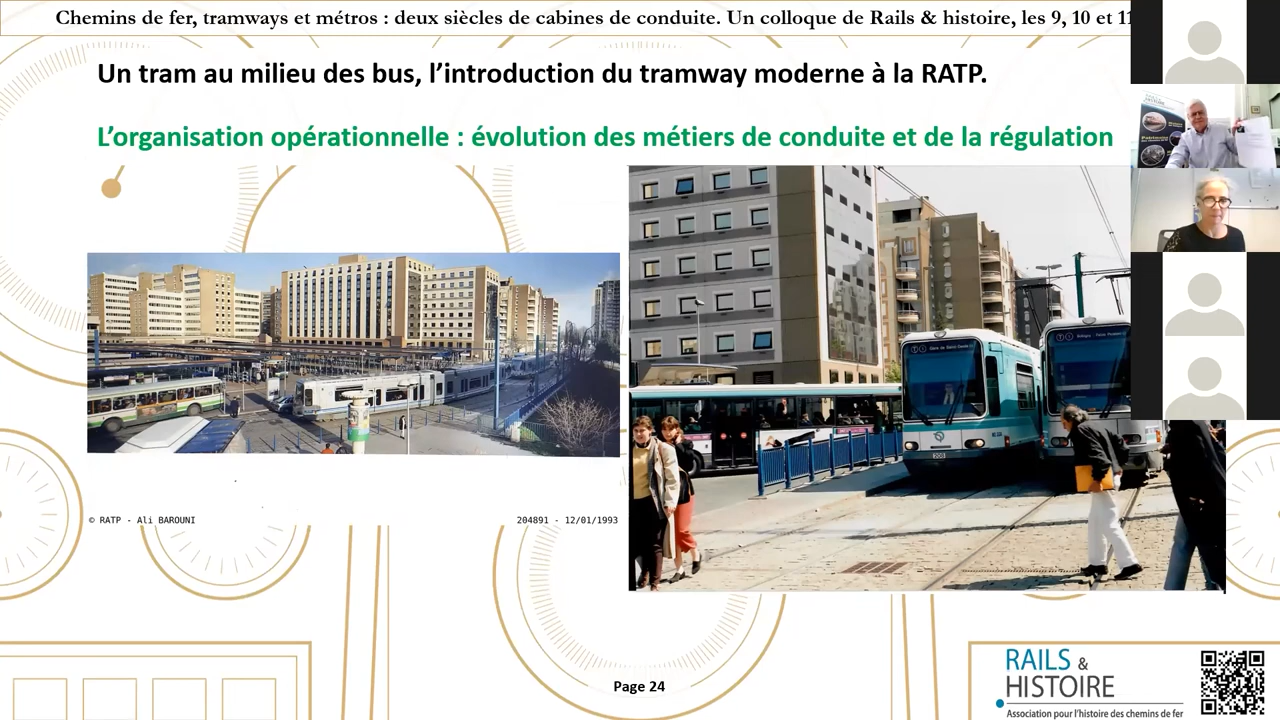 Chemins de fer, tramways et métros : deux siècles de cabines de conduite. Un colloque de Rails & histoire, les 9, 10 et 11
Un tram au milieu des bus, l’introduction du tramway moderne à la RATP.
L’organisation opérationnelle : évolution des métiers de conduite et de la régulation
HISTOIRE
© RATP - Ali BAROUNI
204891 - 12/01/1993
Page 24
RAILS &
HISTOIRE
Association pour l’histoire des chemins de fer